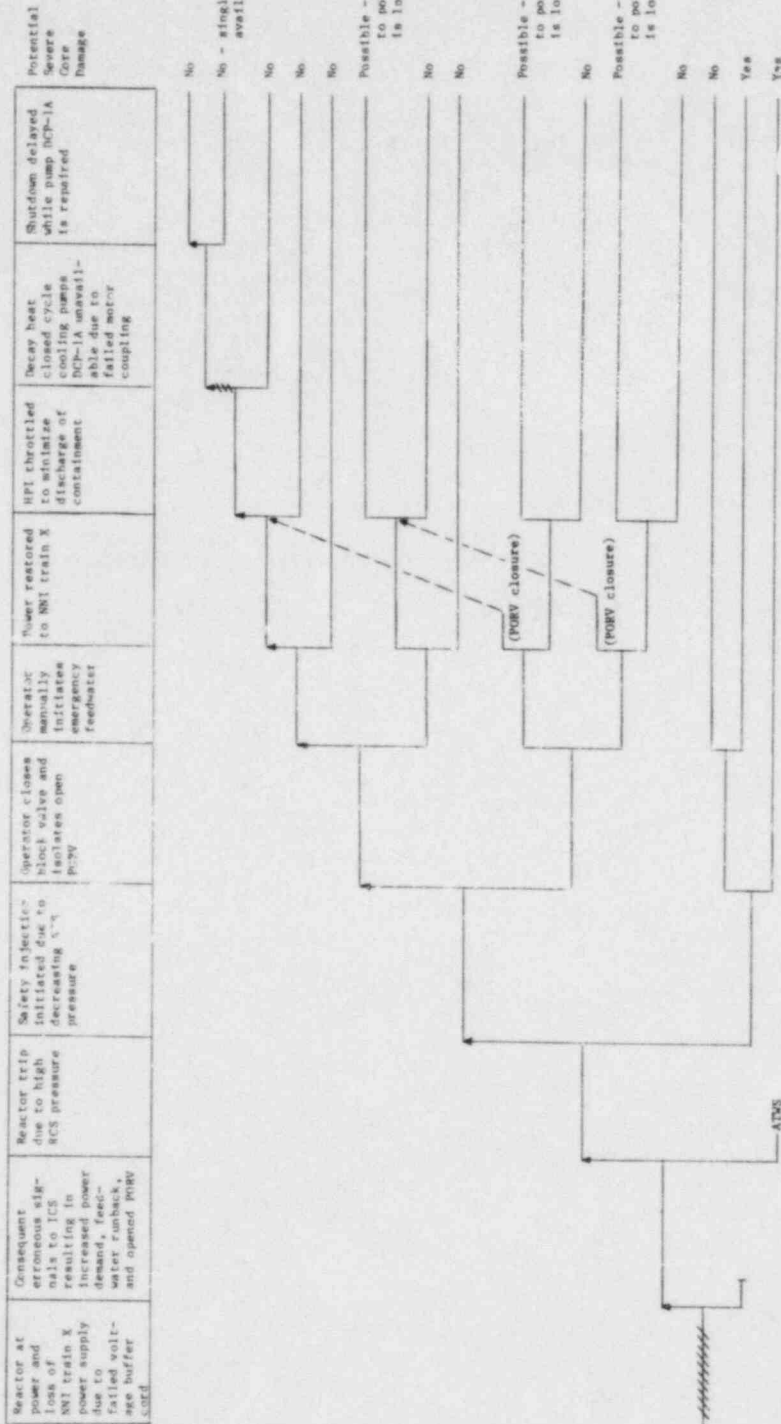 Reactor at
power and
loss of
NNI train X
power supply
due to
failed volt-
age buffer
cord
Consequent
erroneous sig-
nals to ICS
resulting in
increased power
demand, feed-
water runback,
and opened PORV
Reactor trip
due to high
RCS pressure
Safety injection
initiated due to
decreasing
pressure
Operator closes
block valve and
isolates open
PORV
Operator
manually
initiates
emergency
feedwater
Power restored
to NNI train X
HPI throttled
to minimize
discharge of
containment
Decay heat
closed cycle
cooling pumps
DCP-1A unavail-
able due to
failed motor
coupling
Shutdown delayed
while pump DCP-1A
is repaired
Potential
Severe
Core
Damage
No
No - singl
avail
No
No
No
Possible -
to po
is lo
No
No
(PORV closure)
Possible -
to po
is lo
No
(PORV closure)
Possible -
to po
is lo
No
No
Yes
ATWS
Yes